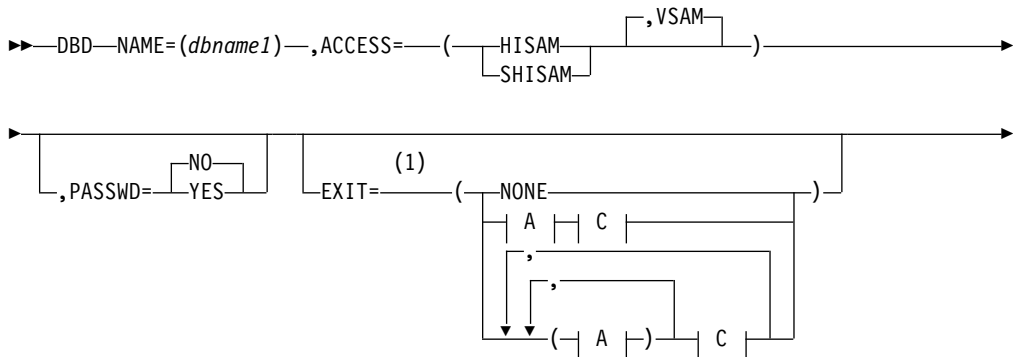 ,VSAM
DBD NAME=(dbname1) ,ACCESS= ( HISAM )
SHISAM
(1)
NO
,PASSWD= YES EXIT= ( NONE )
A C
,
,
( A ) C